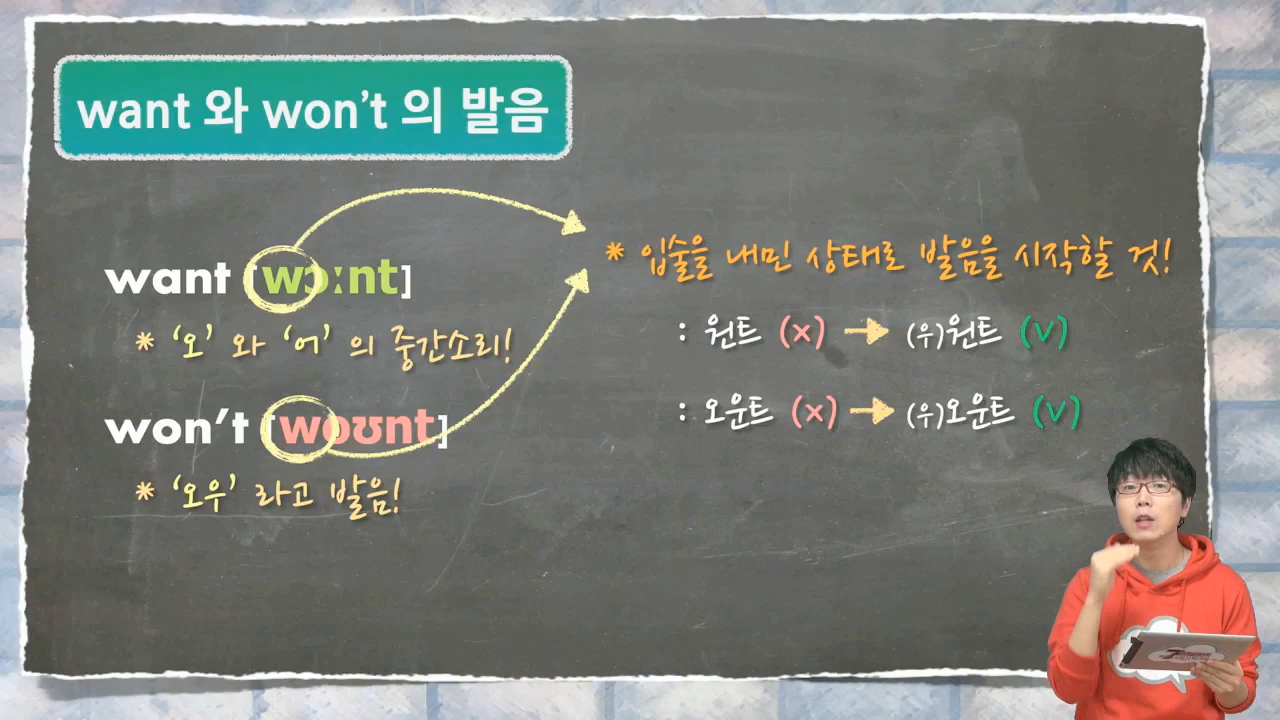 want 와 won't 의 발음
want [wɔːnt]
* '오' 와 '어' 의 중간소리!
won't [woʊnt]
* '오우' 라고 발음!
* 입술을 내민 상태로 발음을 시작할 것!
: 원트 (x) → (우)원트 (v)
: 오운트 (x) → (우)오운트 (v)